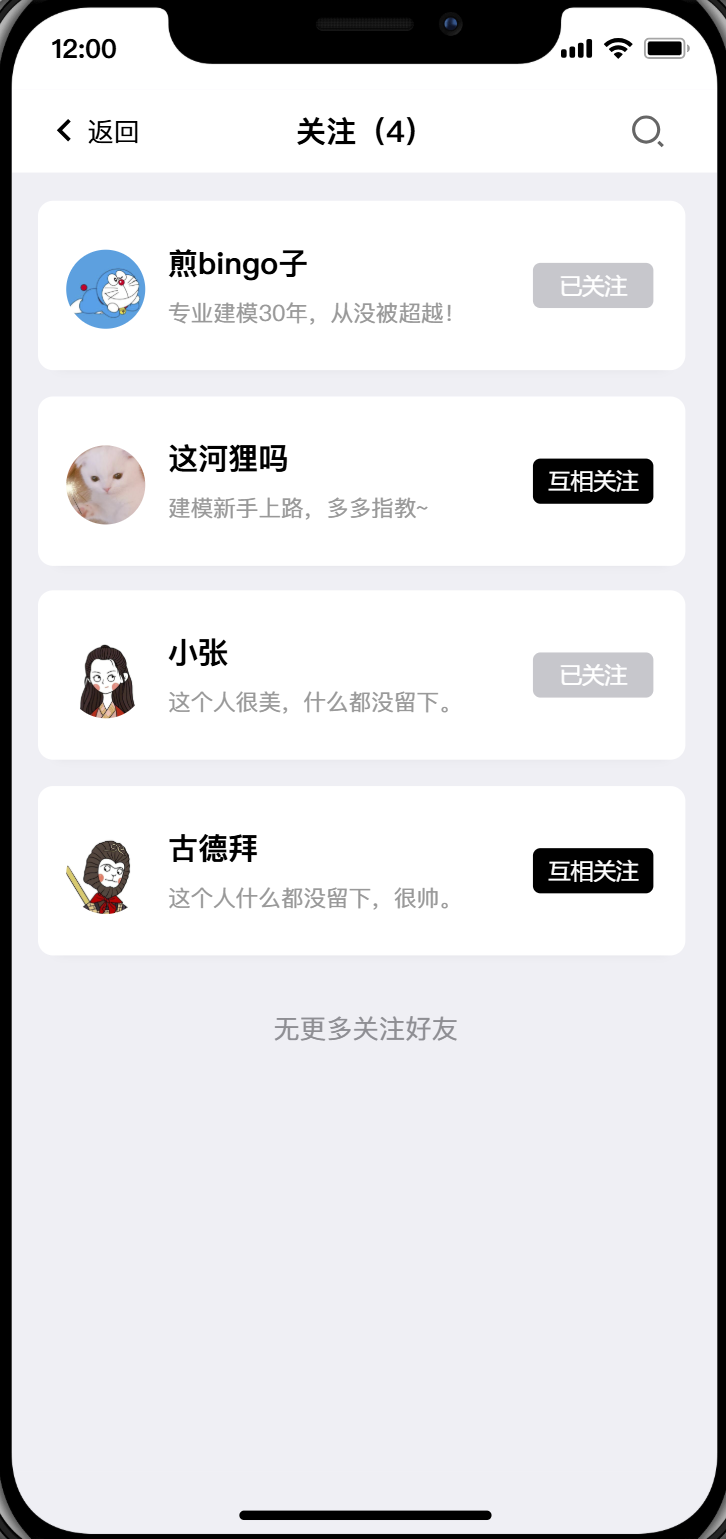 12:00
返回
关注（4）
煎bingo子
专业建模30年，从没被超越！
已关注
这河狸吗
建模新手上路，多多指教~
互相关注
小张
这个人很美，什么都没留下。
已关注
古德拜
这个人什么都没留下，很帅。
互相关注
无更多关注好友